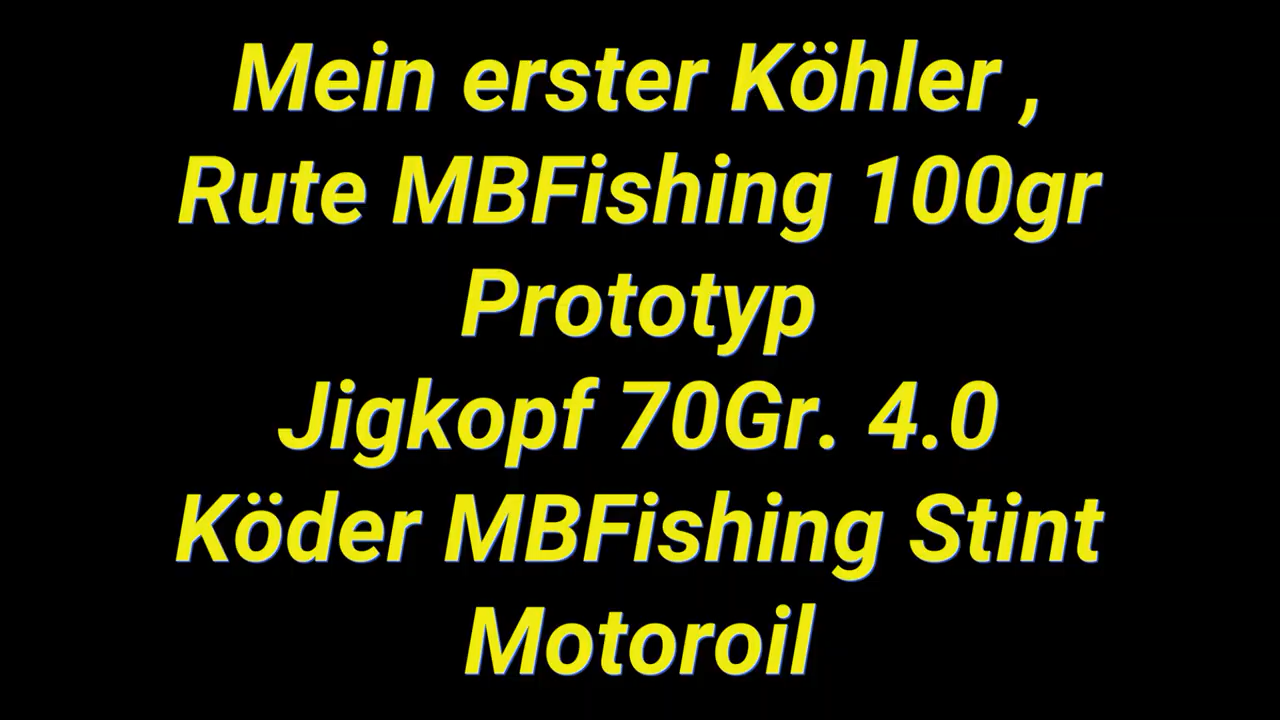 Mein erster Köhler ,
Rute MBFishing 100gr
Prototyp
Jigkopf 70Gr. 4.0
Köder MBFishing Stint
Motoroil